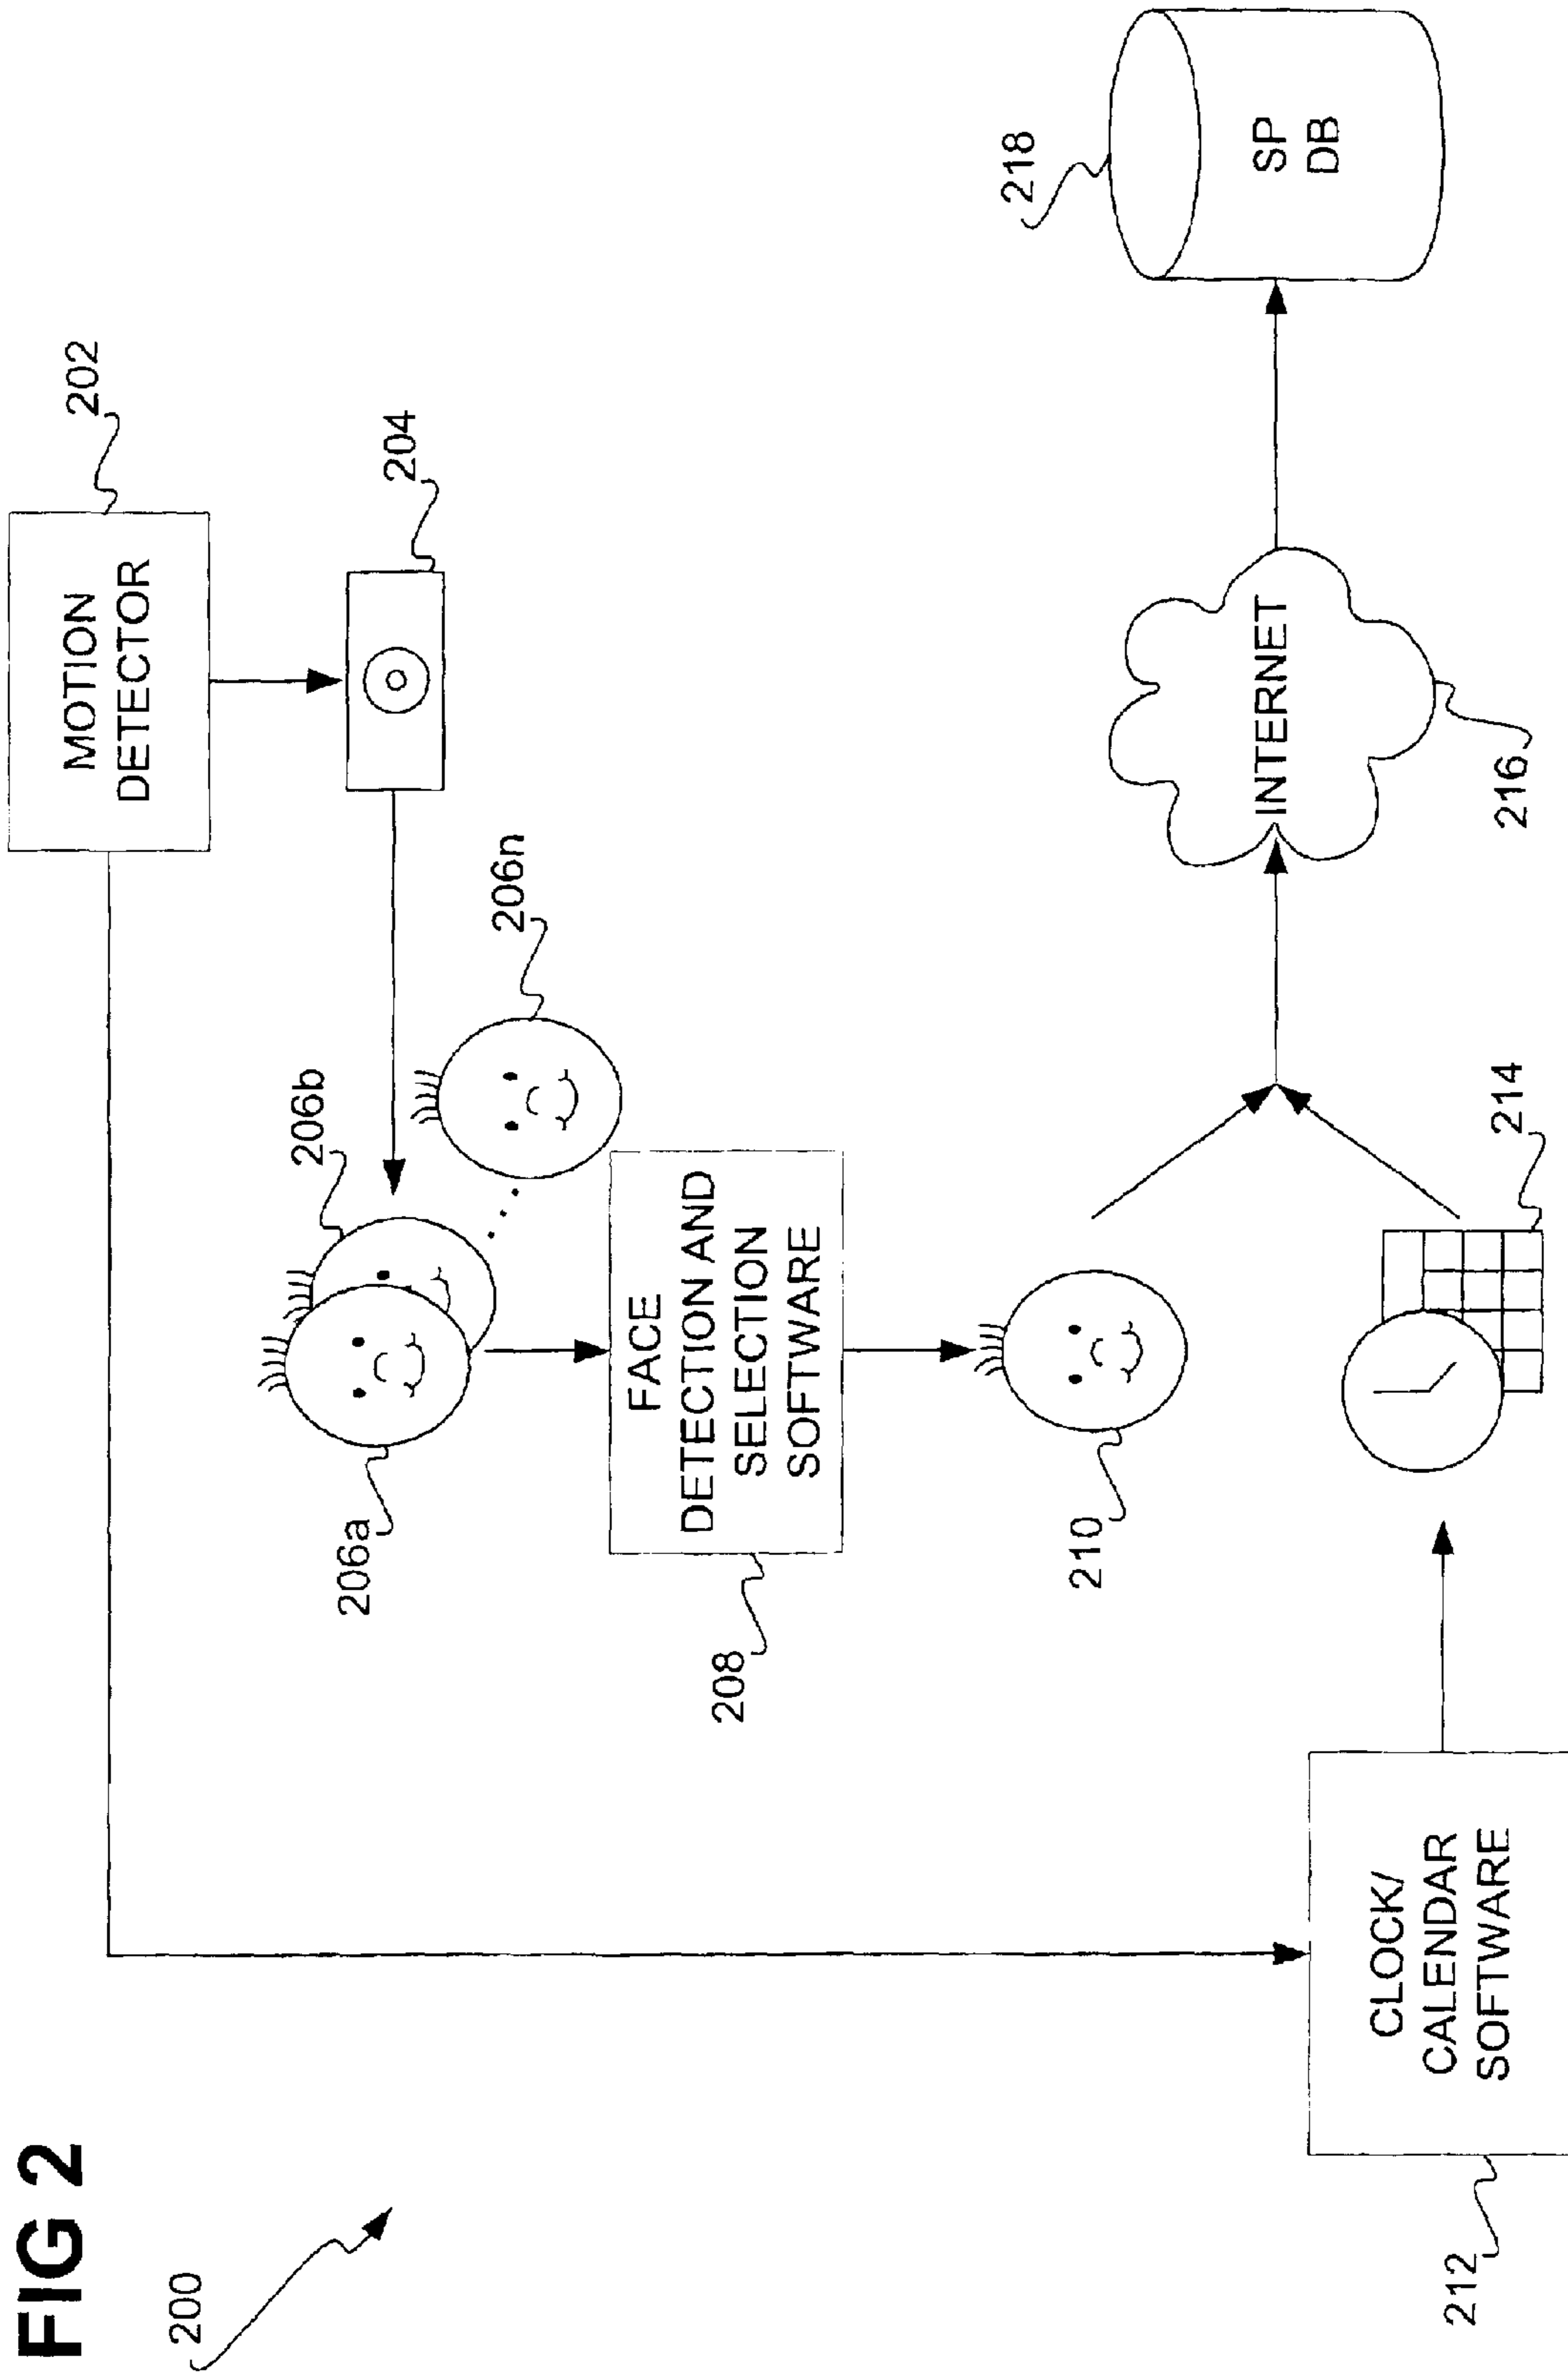 FIG 2
200
MOTION
DETECTOR
202
204
206a
206b
206n
FACE
DETECTION AND
SELECTION
SOFTWARE
208
210
CLOCK/
CALENDAR
SOFTWARE
212
214
INTERNET
216
SP
DB
218